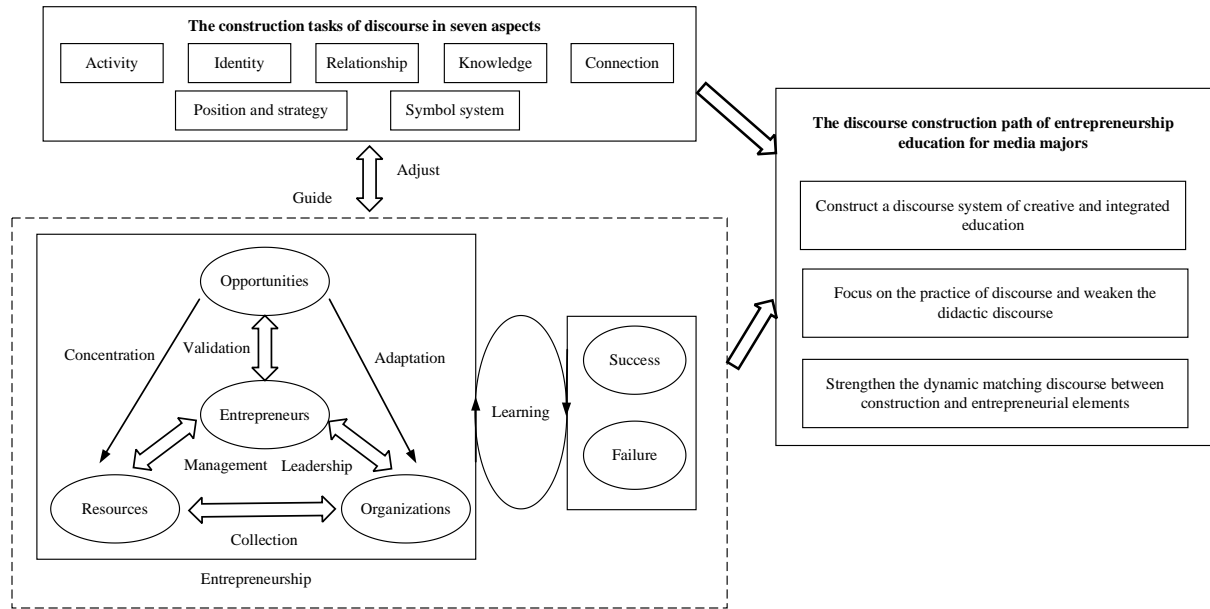 The construction tasks of discourse in seven aspects
Activity
Identity
Relationship
Knowledge
Connection
Position and strategy
Symbol system
Adjust
Guide
The discourse construction path of entrepreneurship
education for media majors
Construct a discourse system of creative and integrated
education
Focus on the practice of discourse and weaken the
didactic discourse
Strengthen the dynamic matching discourse between
construction and entrepreneurial elements
Opportunities
Concentration
Validation
Adaptation
Entrepreneurs
Management
Leadership
Resources
Organizations
Collection
Entrepreneurship
Learning
Success
Failure